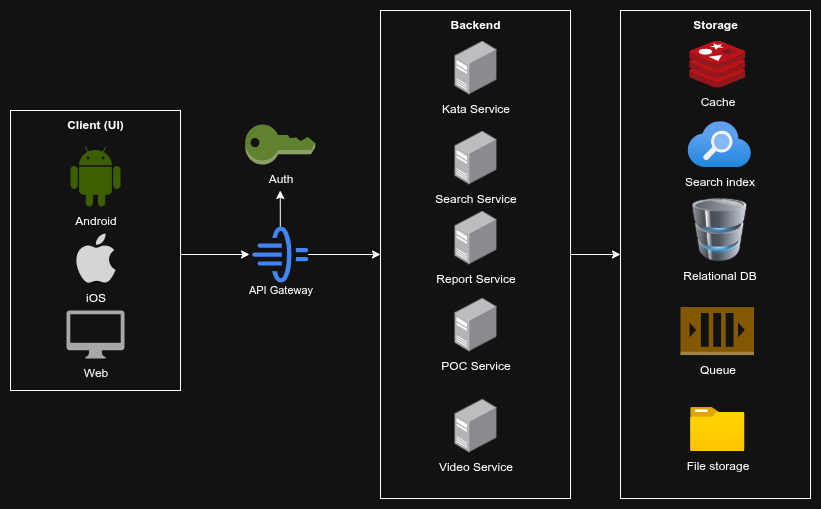 Client (UI)
Android
iOS
Web
Auth
API Gateway
Backend
Kata Service
Search Service
Report Service
POC Service
Video Service
Storage
Cache
Search index
Relational DB
Queue
File storage